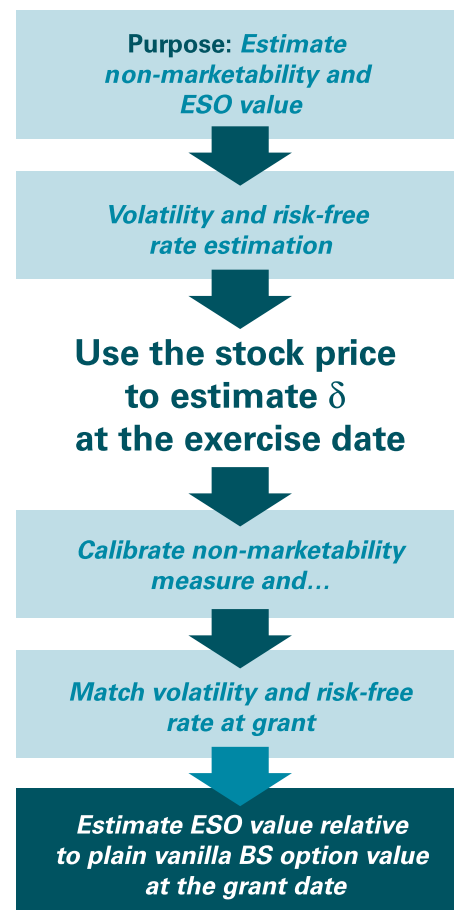 Purpose: Estimate
non-marketability and
ESO value
Volatility and risk-free
rate estimation
Use the stock price
to estimate δ
at the exercise date
Calibrate non-marketability
measure and…
Match volatility and risk-free
rate at grant
Estimate ESO value relative
to plain vanilla BS option value
at the grant date